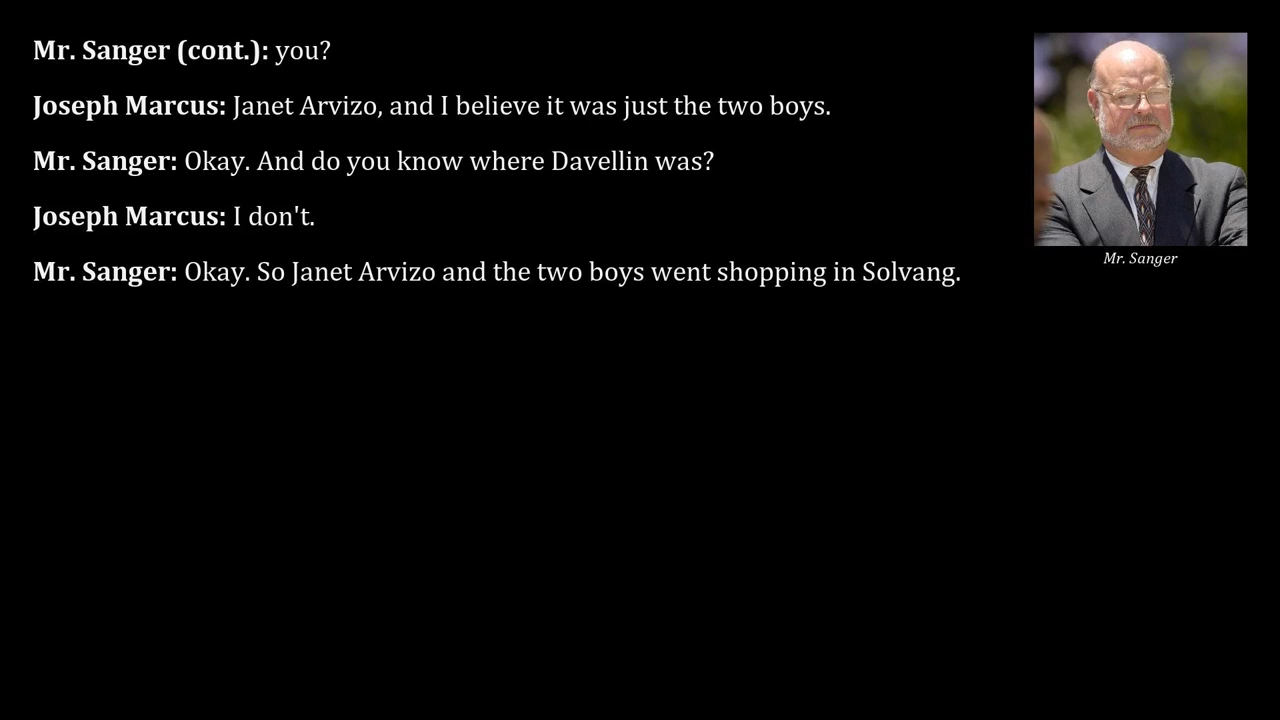 Mr. Sanger (cont.): you?
Joseph Marcus: Janet Arvizo, and I believe it was just the two boys.
Mr. Sanger: Okay. And do you know where Davellin was?
Joseph Marcus: I don't.
Mr. Sanger: Okay. So Janet Arvizo and the two boys went shopping in Solvang.
Mr. Sanger